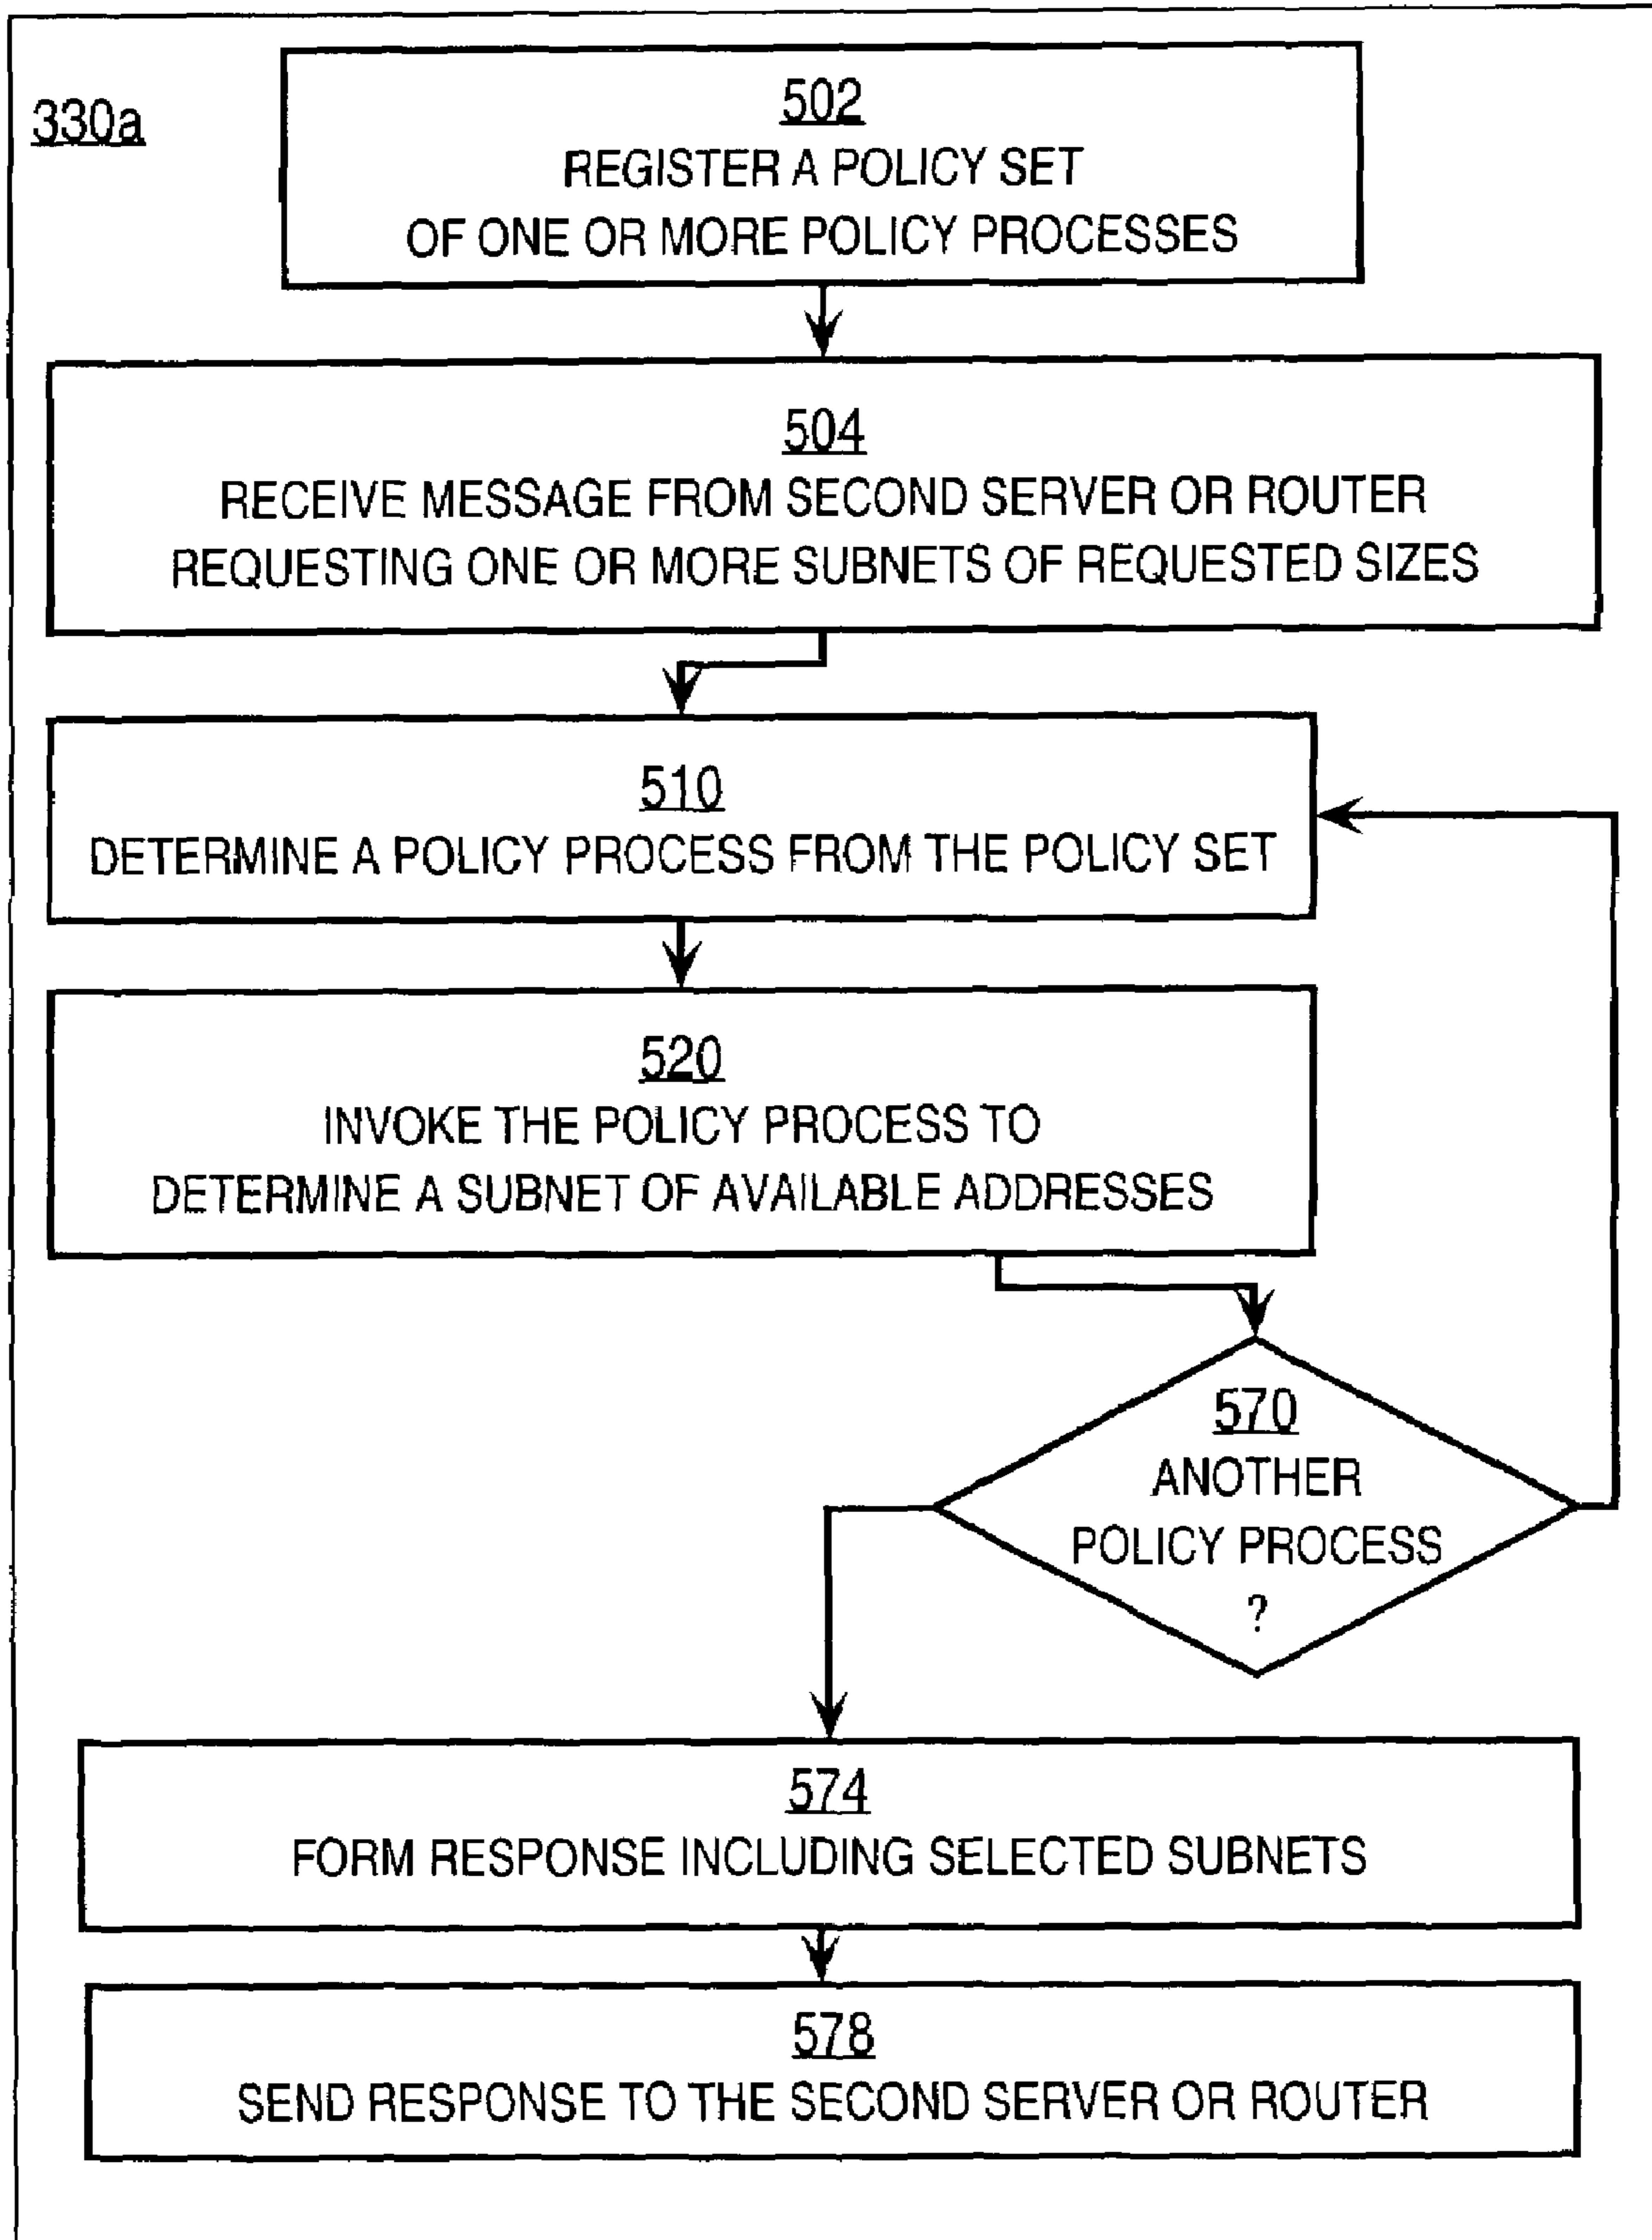 330a
502
REGISTER A POLICY SET
OF ONE OR MORE POLICY PROCESSES
504
RECEIVE MESSAGE FROM SECOND SERVER OR ROUTER
REQUESTING ONE OR MORE SUBNETS OF REQUESTED SIZES
510
DETERMINE A POLICY PROCESS FROM THE POLICY SET
520
INVOKE THE POLICY PROCESS TO
DETERMINE A SUBNET OF AVAILABLE ADDRESSES
570
ANOTHER
POLICY PROCESS
?
574
FORM RESPONSE INCLUDING SELECTED SUBNETS
578
SEND RESPONSE TO THE SECOND SERVER OR ROUTER